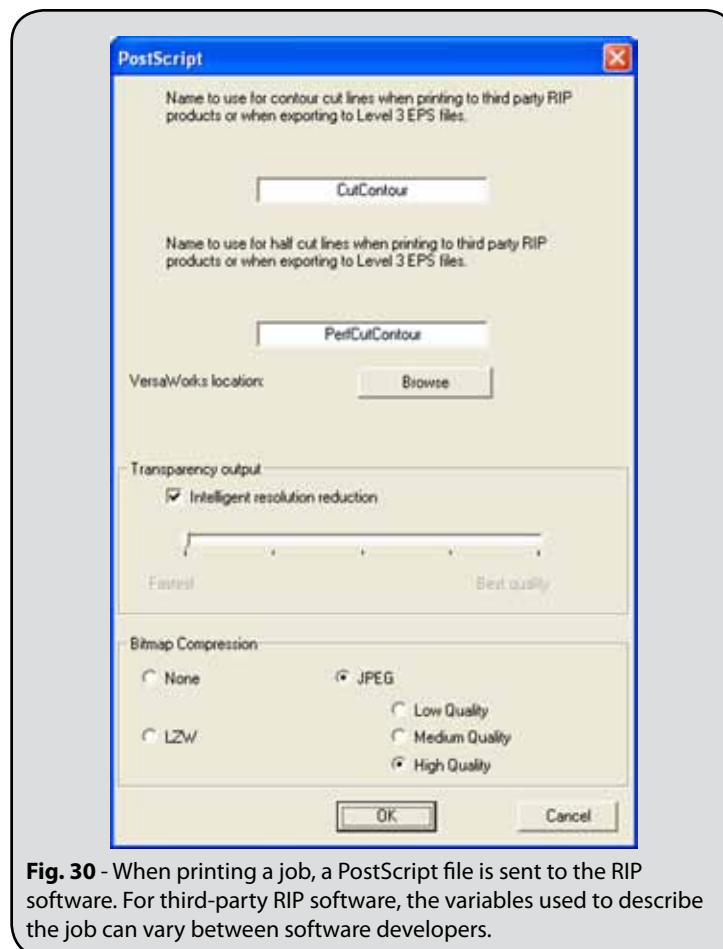 PostScript
Name to use for contour cut lines when printing to third party RIP
products or when exporting to Level 3 EPS files.
CutContour
Name to use for half cut lines when printing to third party RIP
products or when exporting to Level 3 EPS files.
PerfCutContour
VersaWorks location: Browse
Transparency output
Intelligent resolution reduction
Fastest Best quality
Bitmap Compression
None JPEG
Low Quality
LZW Medium Quality
High Quality
OK Cancel
Fig. 30 - When printing a job, a PostScript file is sent to the RIP
software. For third-party RIP software, the variables used to describe
the job can vary between software developers.